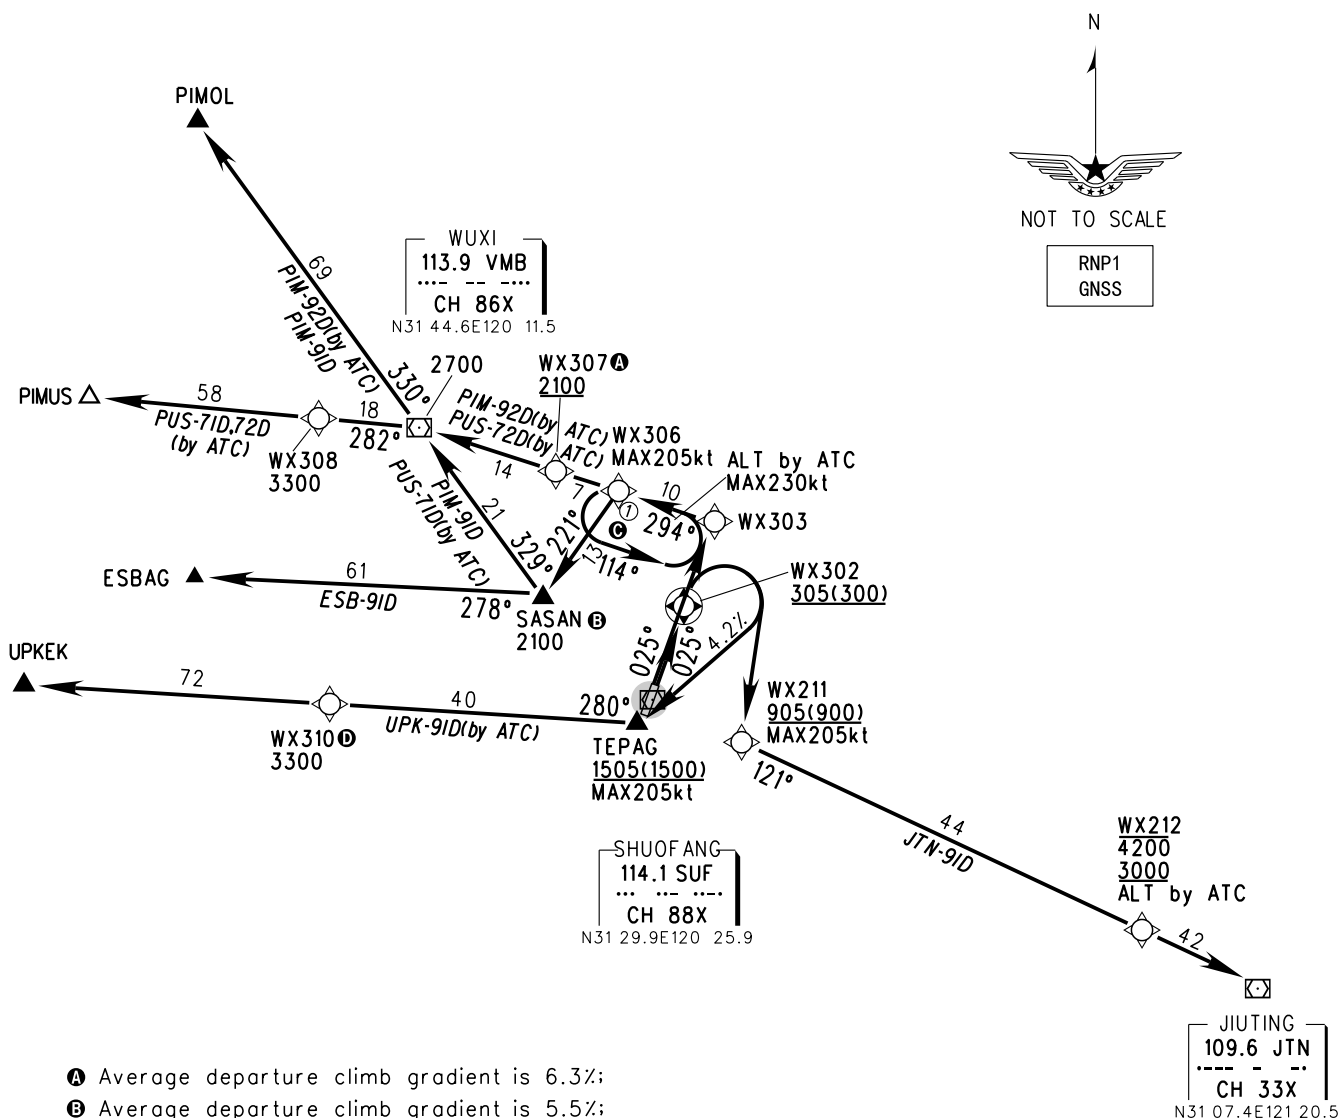 N
NOT TO SCALE
RNP1
GNSS
PIMOL
69
PIM-92D(by ATC)
PIM-91D
330°
WUXI
113.9 VMB
CH 86X
N31 44.6E120 11.5
2700
WX307 A
2100
PIM-92D(by ATC)
PUS-72D(by ATC)
14
7
WX306
MAX205kt
ALT by ATC
MAX230kt
10
294°
WX303
1
C
114°
221°
13
PIMUS
58
PUS-71D,72D
(by ATC)
18
282°
WX308
3300
21
PIM-91D
PUS-71D(by ATC)
329°
ESBAG
61
ESB-91D
278°
SASAN B
2100
WX302
305(300)
025°
025°
4.2%
UPKEK
72
40
280°
UPK-91D(by ATC)
WX310 D
3300
TEPAG
1505(1500)
MAX205kt
WX211
905(900)
MAX205kt
121°
44
JTN-91D
WX212
4200
3000
ALT by ATC
42
SHUOFANG
114.1 SUF
CH 88X
N31 29.9E120 25.9
JIUTING
109.6 JTN
CH 33X
N31 07.4E121 20.5
A Average departure climb gradient is 6.3%;
B Average departure climb gradient is 5.5%;